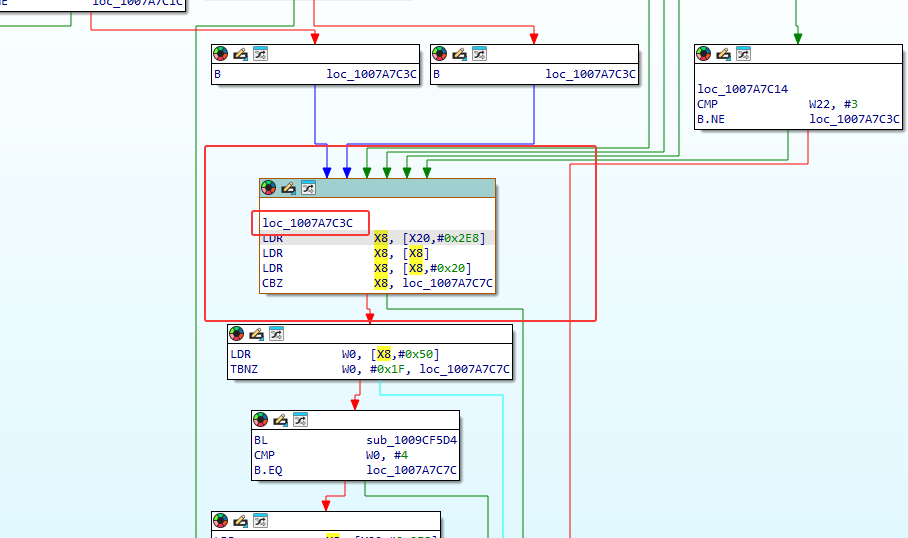 loc_1007A7C1C
B loc_1007A7C3C
B loc_1007A7C3C
loc_1007A7C14
CMP W22, #3
B.NE loc_1007A7C3C
loc_1007A7C3C
LDR X8, [X20,#0x2E8]
LDR X8, [X8]
LDR X8, [X8,#0x20]
CBZ X8, loc_1007A7C7C
LDR W0, [X8,#0x50]
TBNZ W0, #0x1F, loc_1007A7C7C
BL sub_1009CF5D4
CMP W0, #4
B.EQ loc_1007A7C7C